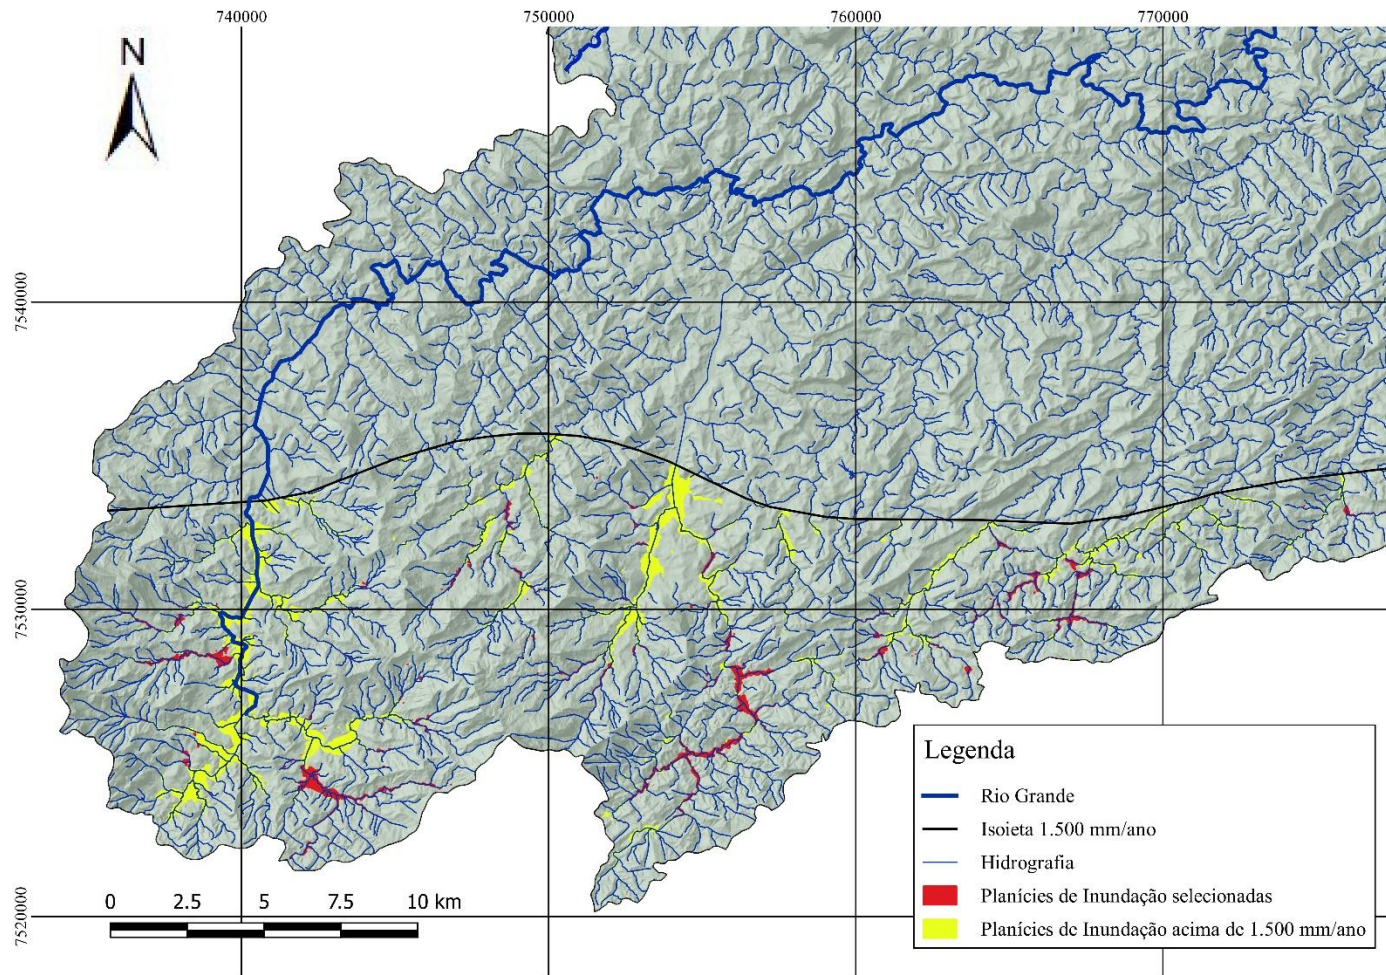 740000
750000
760000
770000
N
7540000
7530000
7520000
0 2.5 5 7.5 10 km
Legenda
Rio Grande
Isoieta 1.500 mm/ano
Hidrografia
Planícies de Inundação selecionadas
Planícies de Inundação acima de 1.500 mm/ano